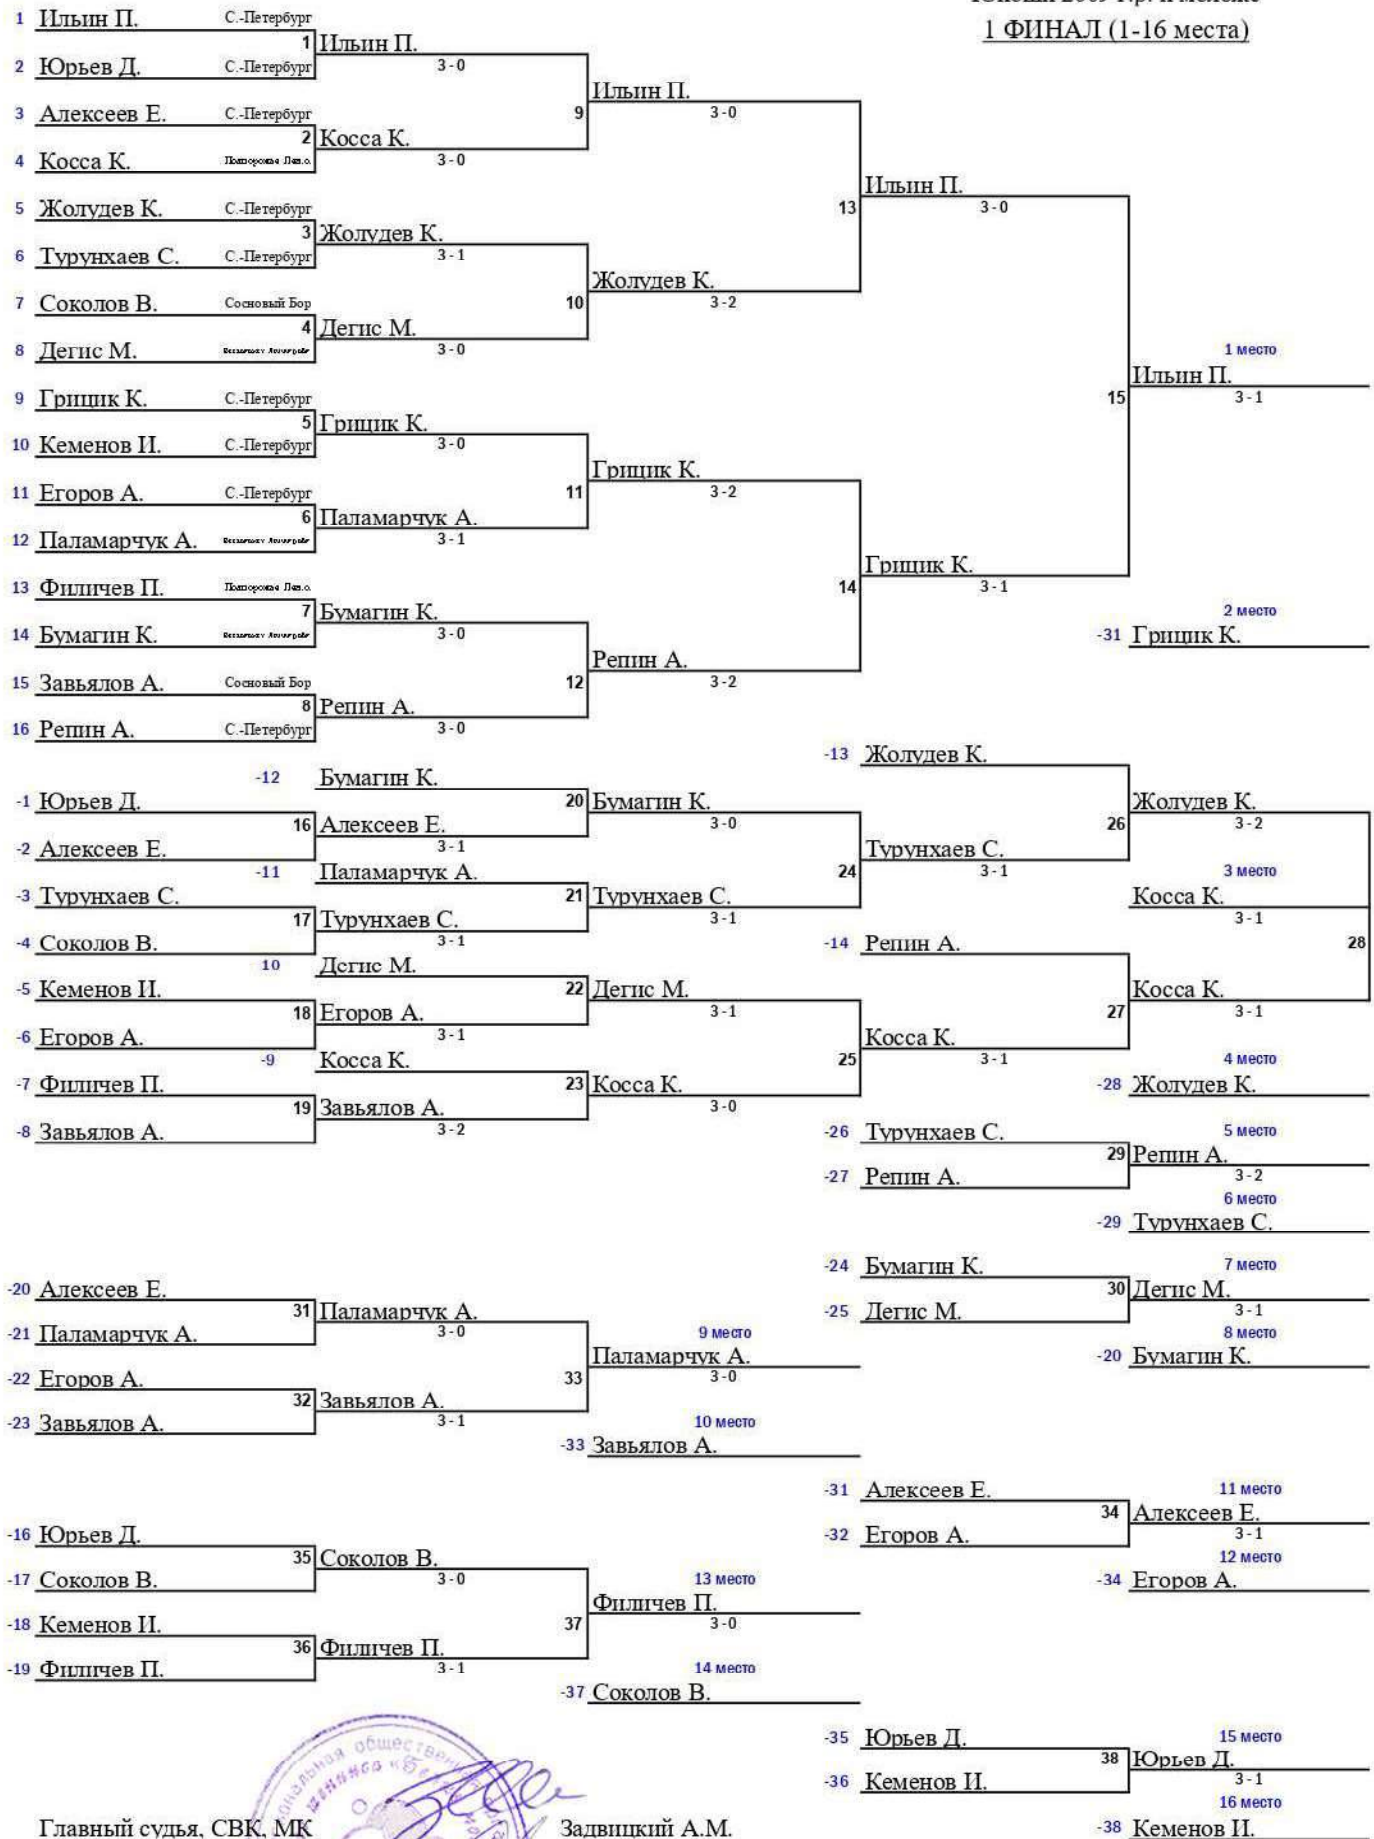 1 ФИНАЛ (1-16 места)
1 Ильин П. С.-Петербург
1 Ильин П.
3 - 0
2 Юрьев Д. С.-Петербург
Ильин П.
3 - 0
3 Алексеев Е. С.-Петербург
9
2 Косса К.
3 - 0
4 Косса К. Подпорожье Лен.о.
Ильин П.
3 - 0
13
5 Жолудев К. С.-Петербург
3 Жолудев К.
3 - 1
6 Турунхаев С. С.-Петербург
Жолудев К.
3 - 2
10
7 Соколов В. Сосновый Бор
4 Дегис М.
3 - 0
8 Дегис М.
1 место
Ильин П.
3 - 1
15
9 Грицик К. С.-Петербург
5 Грицик К.
3 - 0
10 Кеменов И. С.-Петербург
Грицик К.
3 - 2
11
11 Егоров А. С.-Петербург
6 Паламарчук А.
3 - 1
12 Паламарчук А.
Грицик К.
3 - 1
14
13 Филичев П. Подпорожье Лен.о.
7 Бумагин К.
3 - 0
2 место
14 Бумагин К.
-31 Грицик К.
Репин А.
3 - 2
12
15 Завьялов А. Сосновый Бор
8 Репин А.
3 - 0
16 Репин А. С.-Петербург
-13 Жолудев К.
-12 Бумагин К.
-1 Юрьев Д.
20 Бумагин К.
3 - 0
Жолудев К.
3 - 2
16 Алексеев Е.
3 - 1
26
-2 Алексеев Е.
Турунхаев С.
3 - 1
-11 Паламарчук А.
24
3 место
-3 Турунхаев С.
21 Турунхаев С.
3 - 1
Косса К.
3 - 1
17 Турунхаев С.
3 - 1
-4 Соколов В.
-14 Репин А.
28
10 Дегис М.
-5 Кеменов И.
22 Дегис М.
3 - 1
Косса К.
3 - 1
18 Егоров А.
3 - 1
27
-6 Егоров А.
Косса К.
3 - 1
-9 Косса К.
25
4 место
-7 Филичев П.
23 Косса К.
3 - 0
-28 Жолудев К.
19 Завьялов А.
3 - 2
-8 Завьялов А.
-26 Турунхаев С.
5 место
29 Репин А.
3 - 2
-27 Репин А.
6 место
-29 Турунхаев С.
-24 Бумагин К.
7 место
-20 Алексеев Е.
30 Дегис М.
3 - 1
31 Паламарчук А.
3 - 0
-25 Дегис М.
-21 Паламарчук А.
9 место
8 место
Паламарчук А.
3 - 0
-20 Бумагин К.
-22 Егоров А.
33
32 Завьялов А.
3 - 1
-23 Завьялов А.
10 место
-33 Завьялов А.
-31 Алексеев Е.
11 место
34 Алексеев Е.
3 - 1
-16 Юрьев Д.
-32 Егоров А.
35 Соколов В.
3 - 0
12 место
-17 Соколов В.
13 место
-34 Егоров А.
Филичев П.
3 - 0
-18 Кеменов И.
37
36 Филичев П.
3 - 1
-19 Филичев П.
14 место
-37 Соколов В.
-35 Юрьев Д.
15 место
38 Юрьев Д.
3 - 1
-36 Кеменов И.
16 место
Главный судья, СВК, МК
Задвицкий А.М.
-38 Кеменов И.